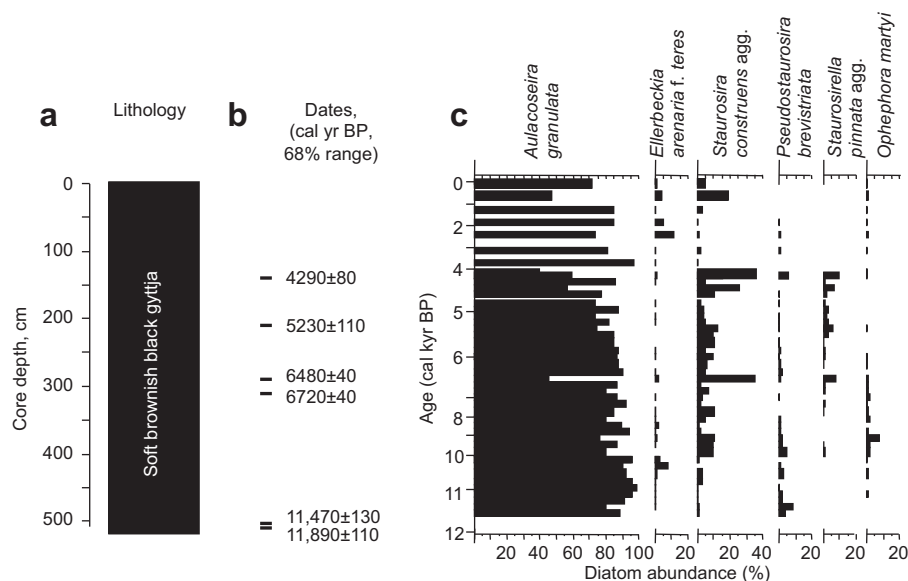 a
Lithology
Core depth, cm
0
100
200
300
400
500
Soft brownish black gyttja
b
Dates,
(cal yr BP,
68% range)
4290±80
5230±110
6480±40
6720±40
11,470±130
11,890±110
c
Aulacoseira
granulata
Ellerbeckia
arenaria f. teres
Staurosira
construens agg.
Pseudostaurosira
brevistriata
Staurosirella
pinnata agg.
Ophephora martyi
Age (cal kyr BP)
0
2
4
5
6
8
10
11
12
20 40 60 80 100 20 20 40 20 20 20
Diatom abundance (%)